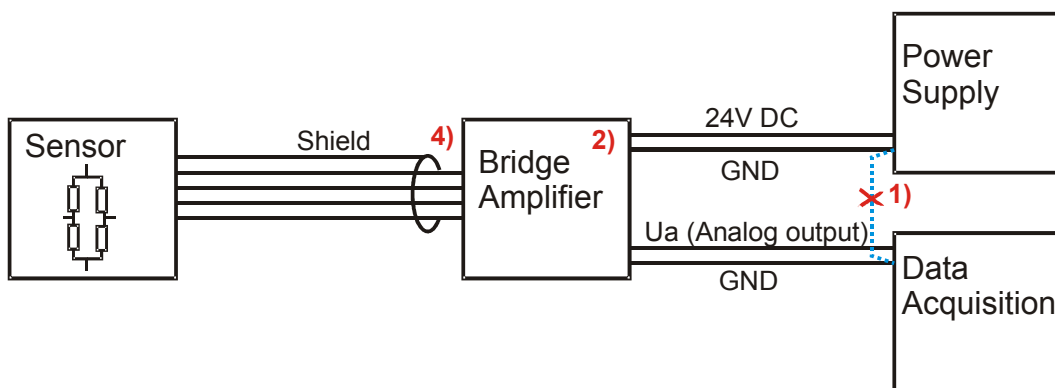 Sensor
Shield
4)
Bridge
Amplifier
2)
24V DC
GND
Ua (Analog output)
GND
Power
Supply
1)
Data
Acquisition